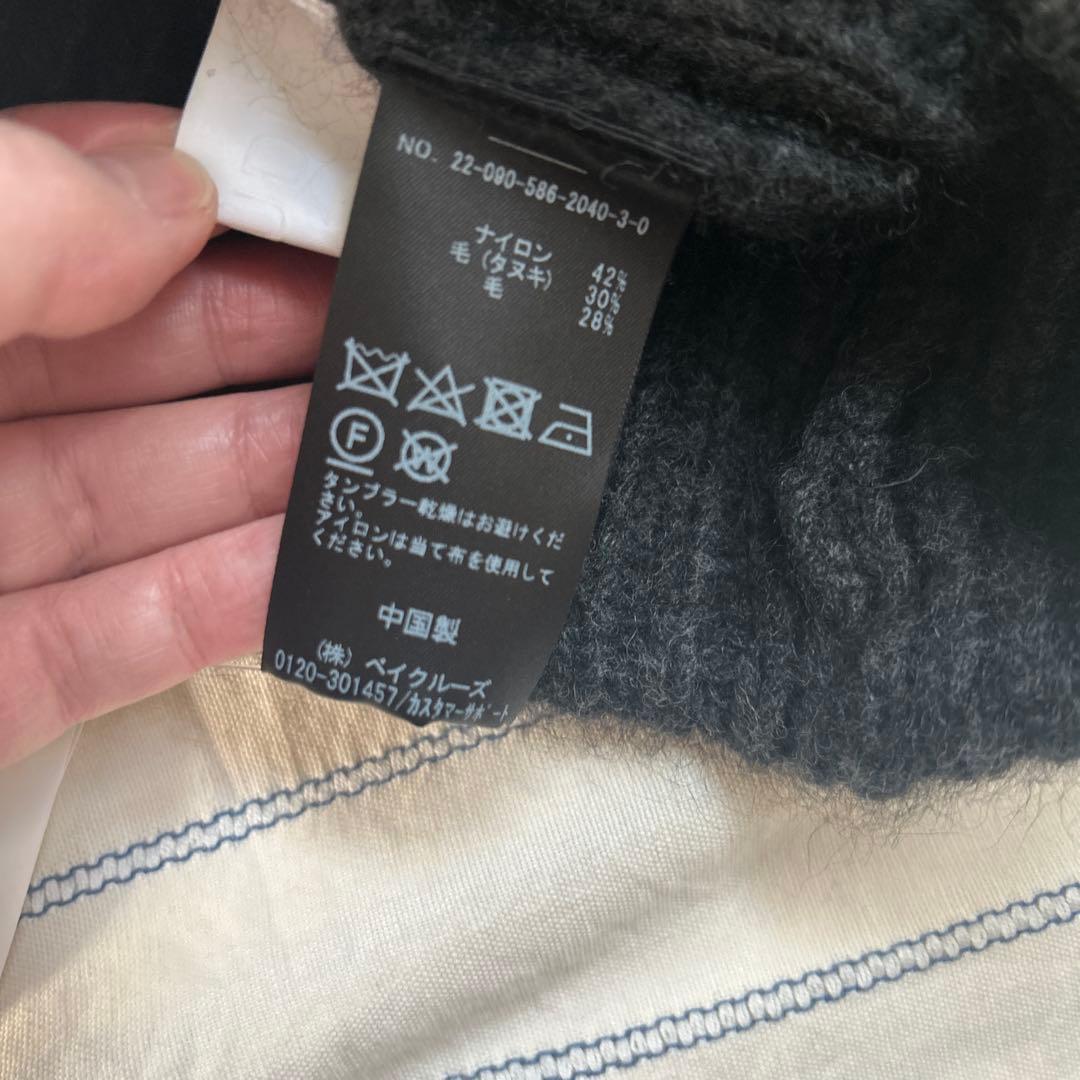 NO. 22-090-586-2040-3-0
ナイロン 42%
毛(タヌキ) 30%
毛 28%
F W
タンブラー乾燥はお避けくだ
さい。
アイロンは当て布を使用して
ください。
中国製
(株) ベイクルーズ
0120-301457/カスタマーサポート